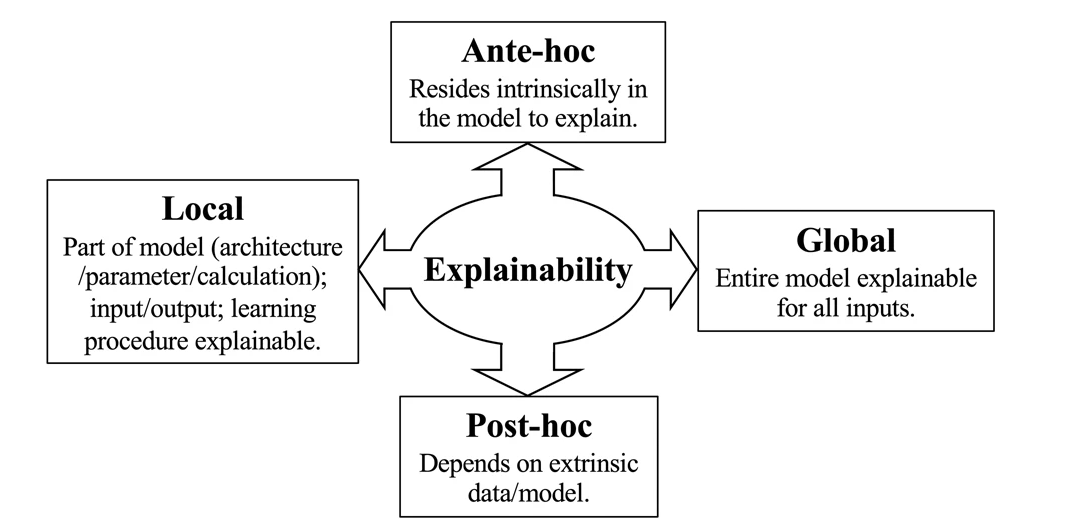 Ante-hoc
Resides intrinsically in
the model to explain.
Local
Part of model (architecture
/parameter/calculation);
input/output; learning
procedure explainable.
Explainability
Global
Entire model explainable
for all inputs.
Post-hoc
Depends on extrinsic
data/model.